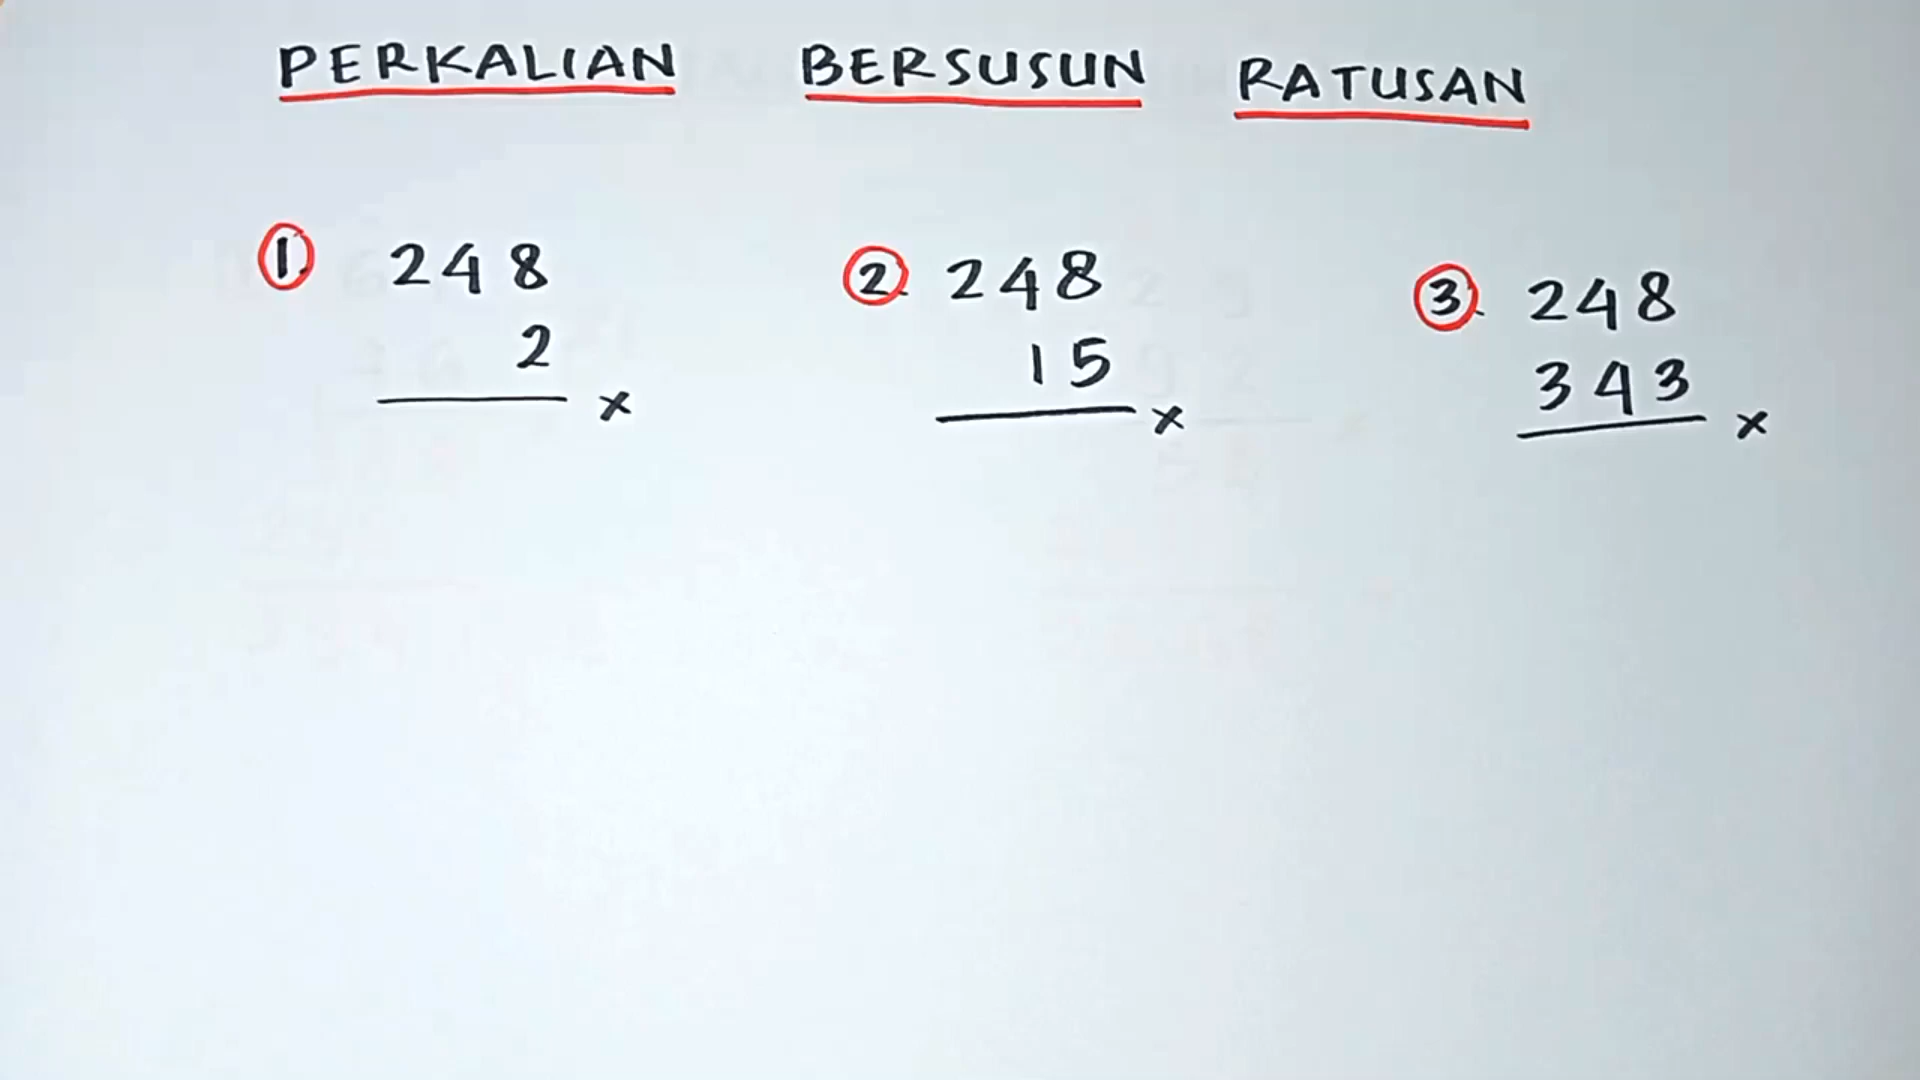 PERKALIAN BERSUSUN RATUSAN
1. 248
2
x
2. 248
15
x
3. 248
343
x